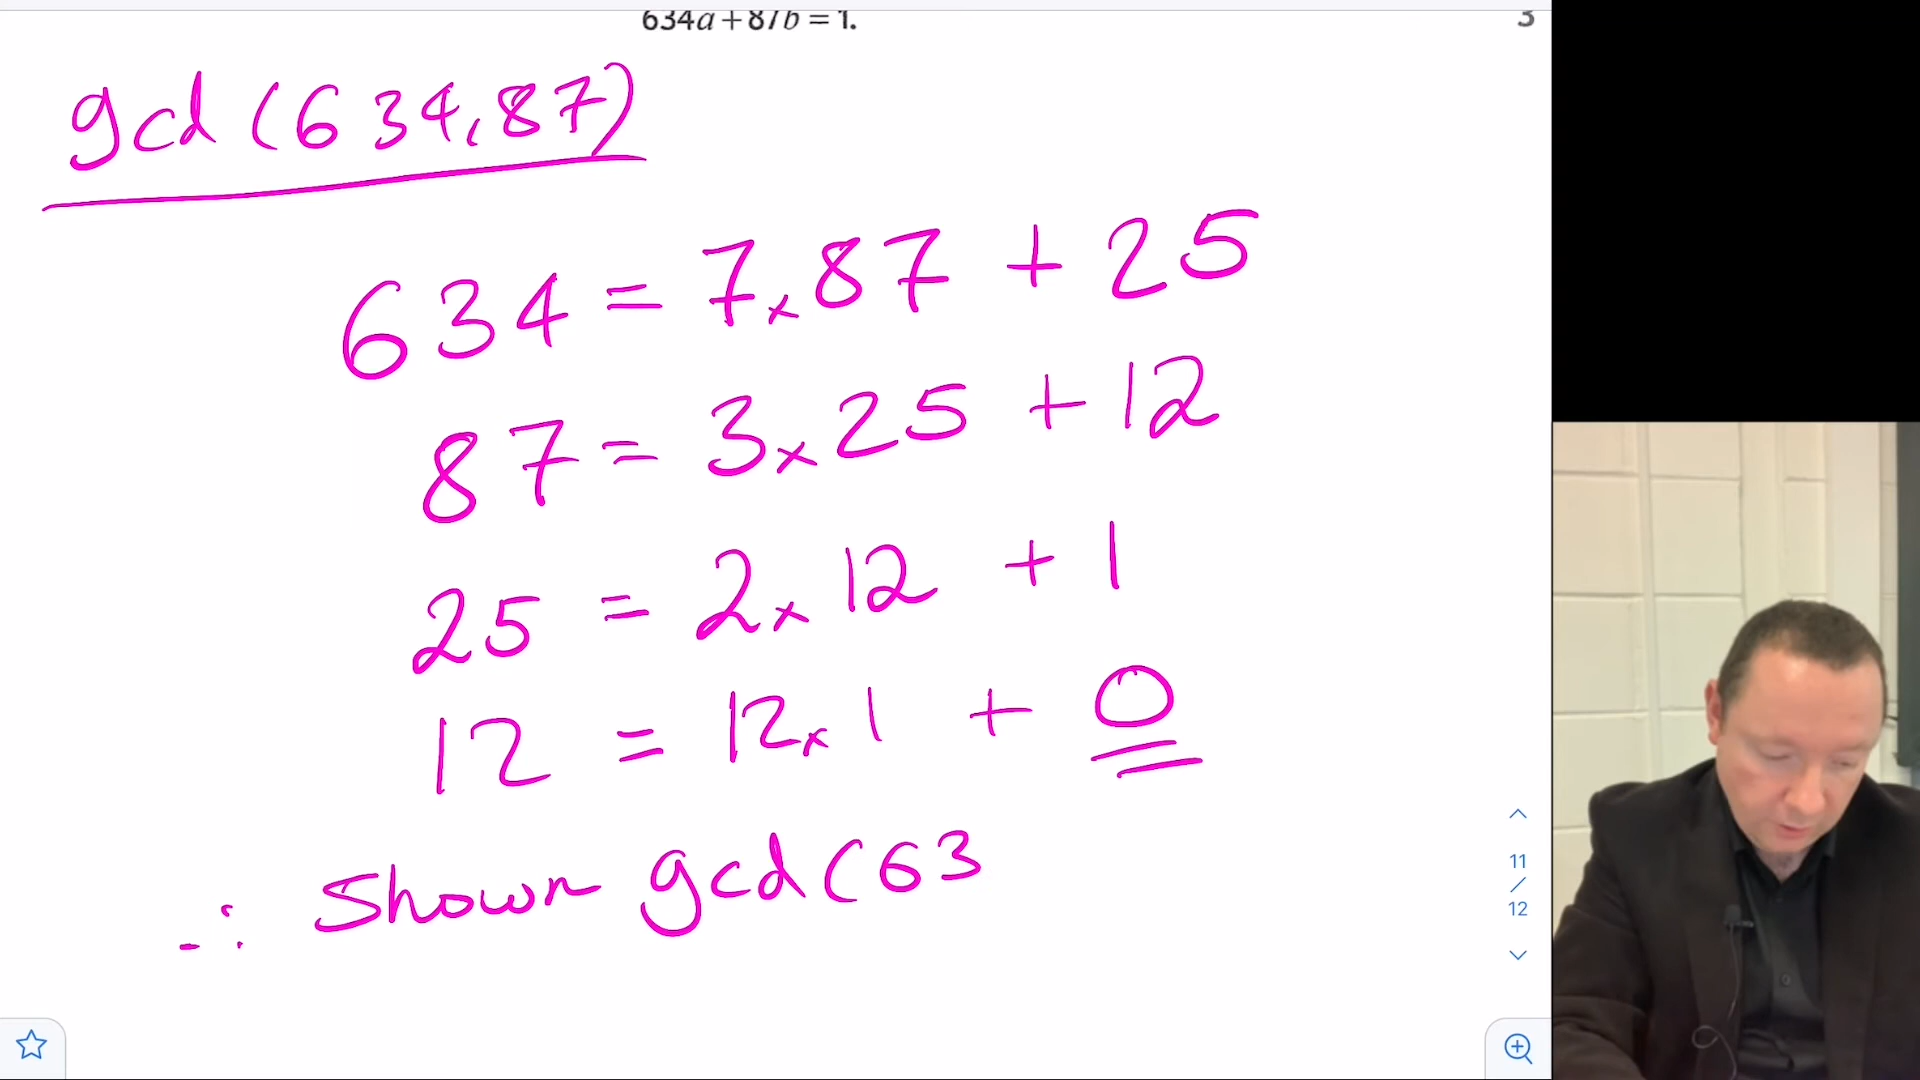 634a + 87b = 1.
3
gcd(634,87)
634 = 7×87 + 25
87 = 3×25 + 12
25 = 2×12 + 1
12 = 12×1 + 0
∴ Shown gcd(63
11
/
12